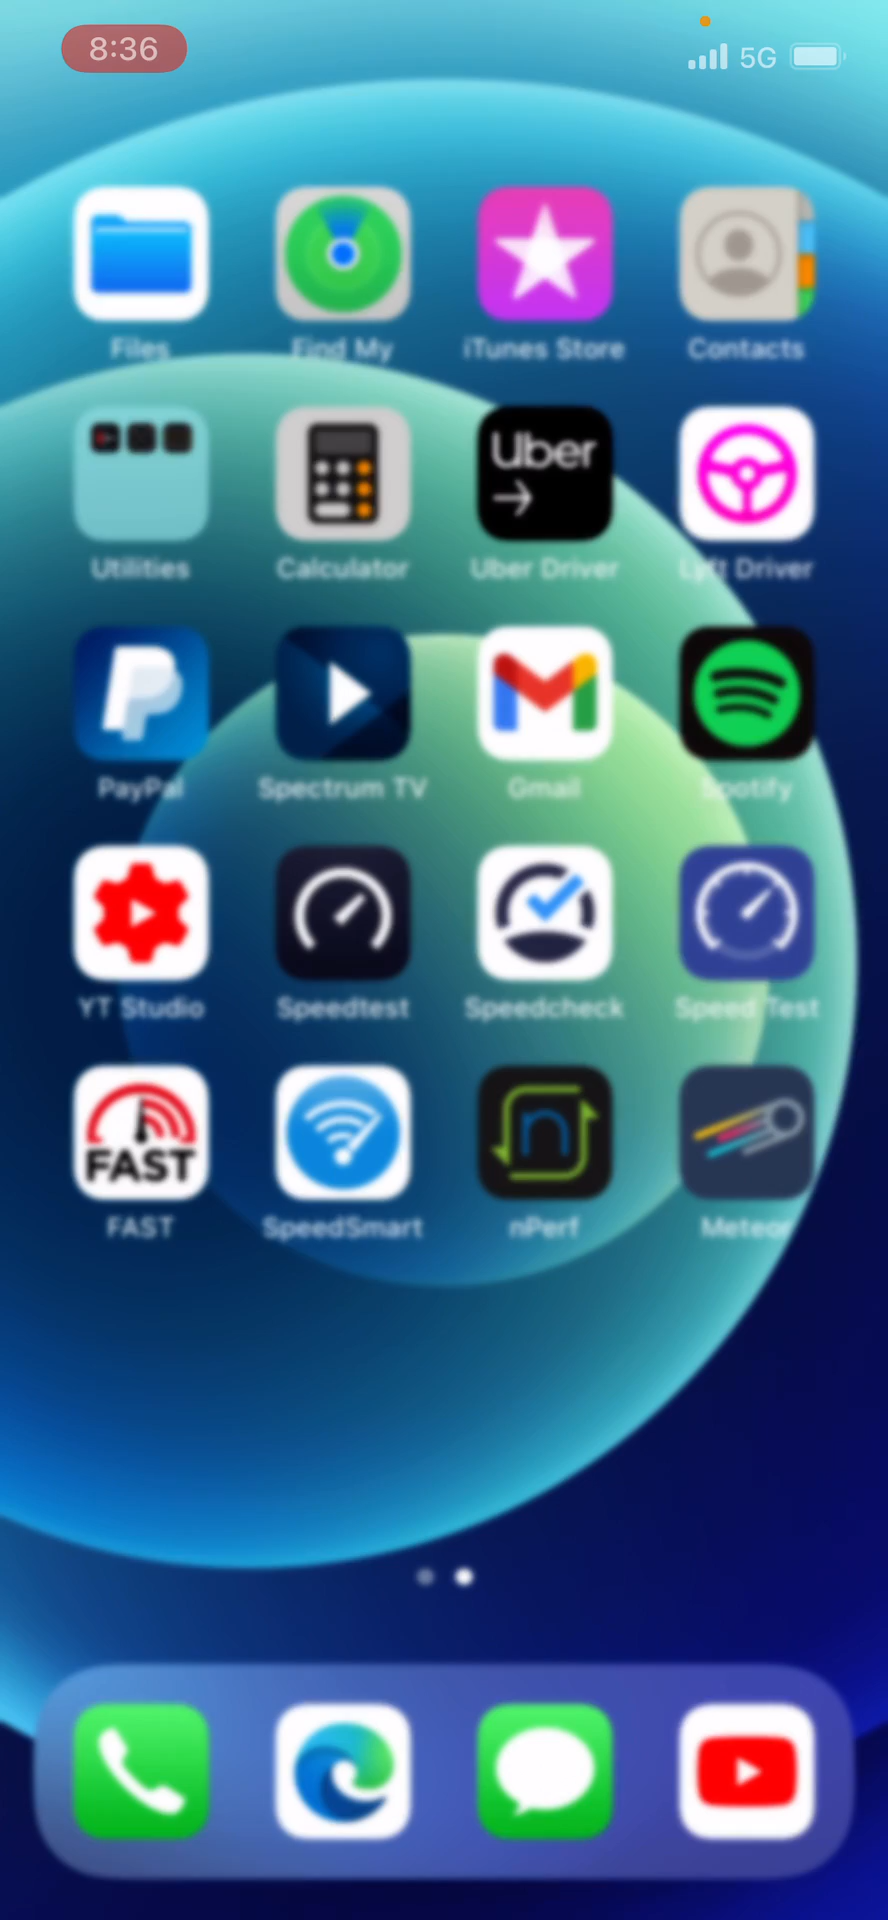 8:36 5G
Files Find My iTunes Store Contacts
Uber
Utilities Calculator Uber Driver Lyft Driver
PayPal Spectrum TV Gmail Spotify
YT Studio Speedtest Speedcheck Speed Test
FAST
n
FAST SpeedSmart nPerf Meteor